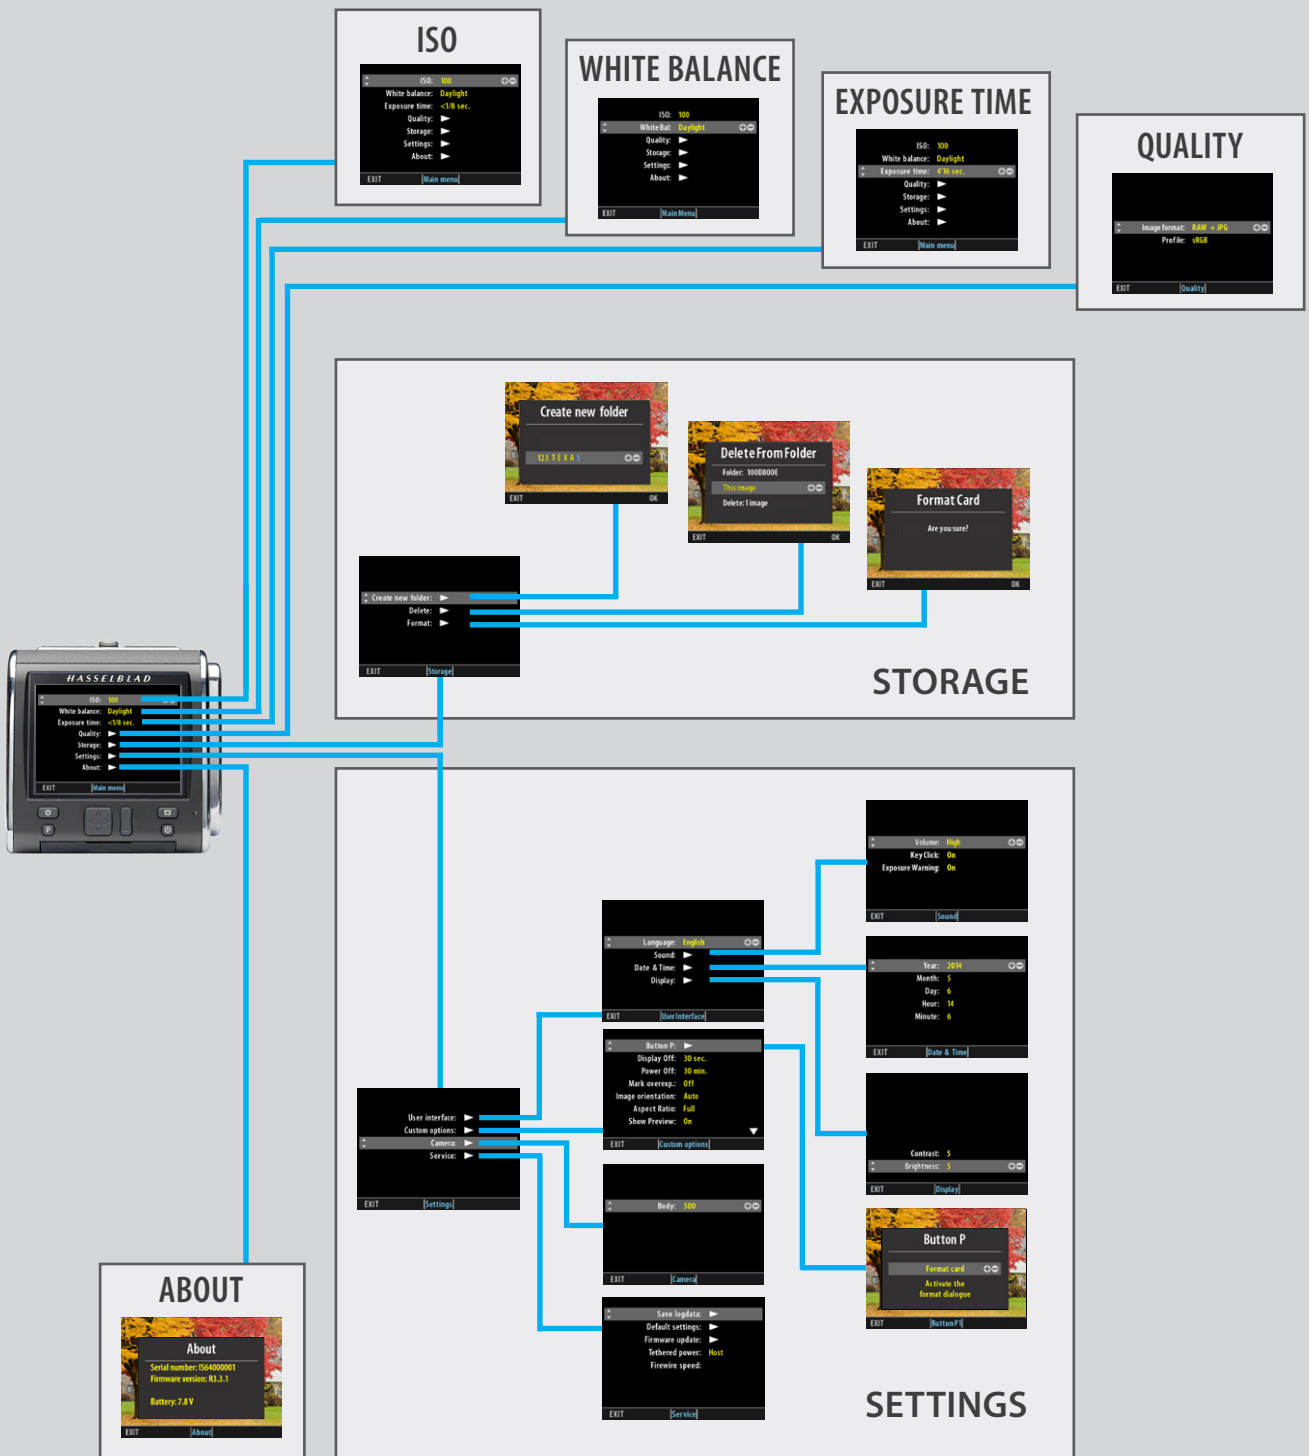 ISO
ISO: 100
White balance: Daylight
Exposure time: <1/8 sec.
Quality:
Storage:
Settings:
About:
EXIT |Main menu|
WHITE BALANCE
ISO: 100
White Bal: Daylight
Quality:
Storage:
Settings:
About:
EXIT |Main Menu|
EXPOSURE TIME
ISO: 100
White balance: Daylight
Exposure time: 4'16 sec.
Quality:
Storage:
Settings:
About:
EXIT |Main menu|
QUALITY
Image format: RAW + JPG
Profile: sRGB
EXIT |Quality|
Create new folder
123 T E X A S
EXIT OK
Delete From Folder
Folder: 100D800E
This image
Delete: 1 image
EXIT OK
Format Card
Are you sure?
EXIT OK
Create new folder:
Delete:
Format:
EXIT |Storage|
STORAGE
HASSELBLAD
ISO: 100
White balance: Daylight
Exposure time: <1/8 sec.
Quality:
Storage:
Settings:
About:
EXIT |Main menu|
P
Volume: High
Key Click: On
Exposure Warning: On
EXIT |Sound|
Language: English
Sound:
Date & Time:
Display:
EXIT |User Interface|
Year: 2014
Month: 5
Day: 6
Hour: 14
Minute: 6
EXIT |Date & Time|
Button P:
Display Off: 30 sec.
Power Off: 30 min.
Mark overexp.: Off
Image orientation: Auto
Aspect Ratio: Full
Show Preview: On
EXIT |Custom options|
Contrast: 5
Brightness: 5
EXIT |Display|
User interface:
Custom options:
Camera:
Service:
EXIT |Settings|
Body: 500
EXIT |Camera|
Button P
Format card
Activate the
format dialogue
EXIT |Button P1|
Save logdata:
Default settings:
Firmware update:
Tethered power: Host
Firewire speed:
EXIT |Service|
SETTINGS
ABOUT
About
Serial number: IS64000001
Firmware version: R3.3.1
Battery: 7.8 V
EXIT |About|